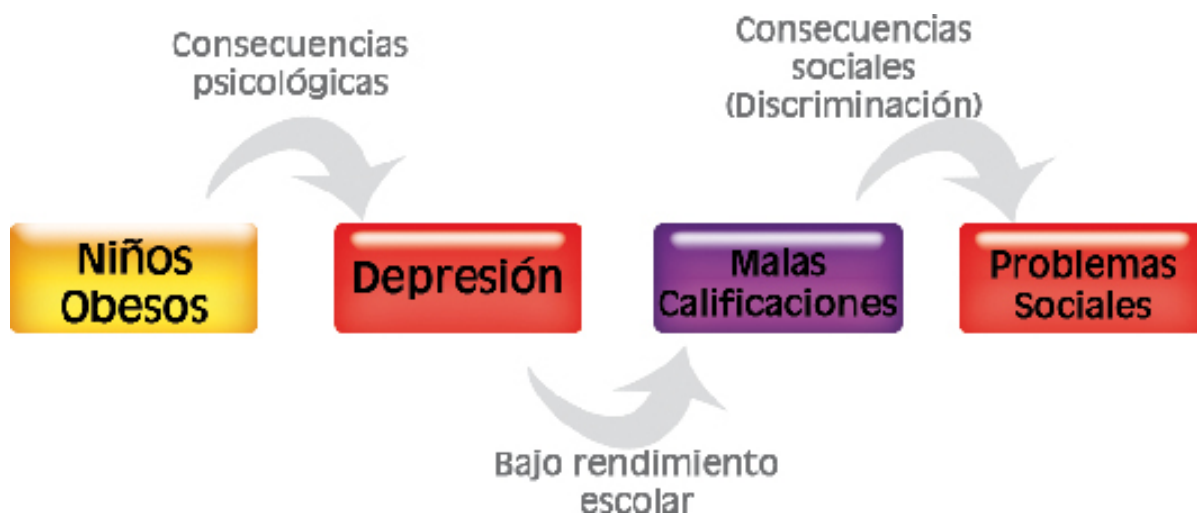 Consecuencias
psicológicas
Consecuencias
sociales
(Discriminación)
Niños
Obesos
Depresión
Malas
Calificaciones
Problemas
Sociales
Bajo rendimiento
escolar